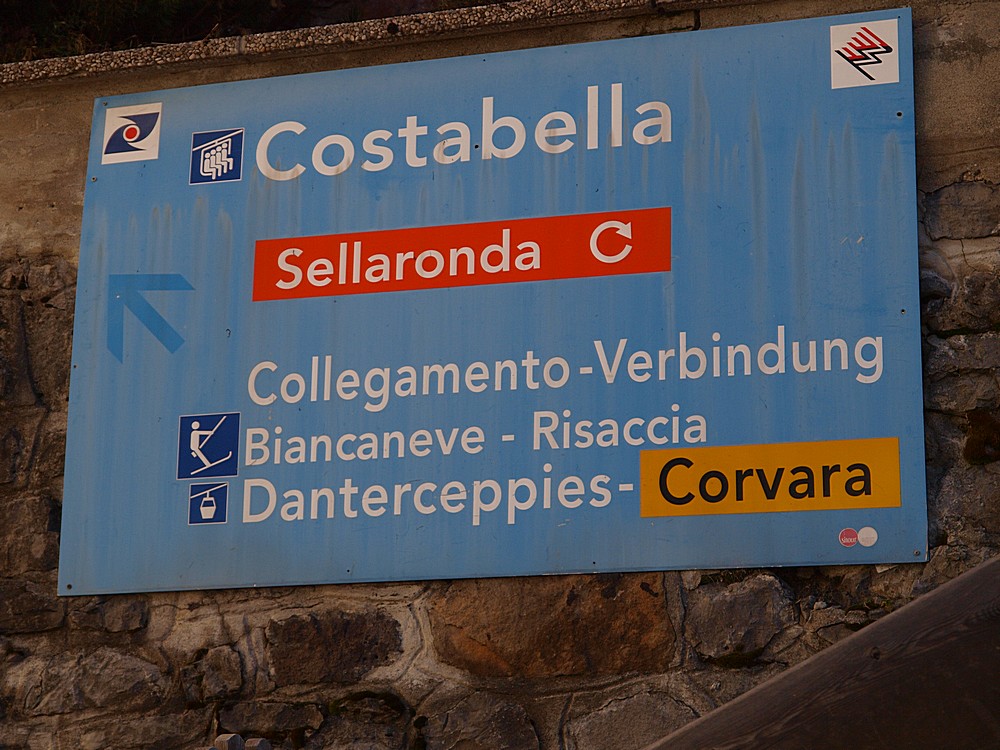 Costabella
Sellaronda
Collegamento-Verbindung
Biancaneve - Risaccia
Danterceppies- Corvara